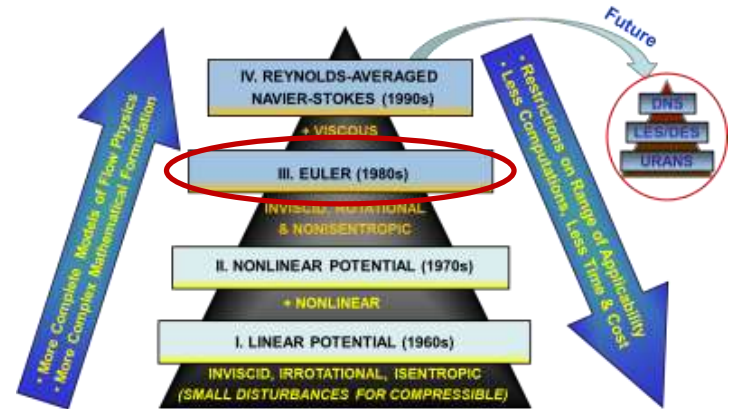 Future
IV. REYNOLDS-AVERAGED
NAVIER-STOKES (1990s)
+ VISCOUS
III. EULER (1980s)
INVISCID, ROTATIONAL
& NONISENTROPIC
II. NONLINEAR POTENTIAL (1970s)
+ NONLINEAR
I. LINEAR POTENTIAL (1960s)
INVISCID, IRROTATIONAL, ISENTROPIC
(SMALL DISTURBANCES FOR COMPRESSIBLE)
• More Complete Models of Flow Physics
• More Complex Mathematical Formulation
• Restrictions on Range of Applicability
• Less Computations, Less Time & Cost
DNS
LES/DES
URANS